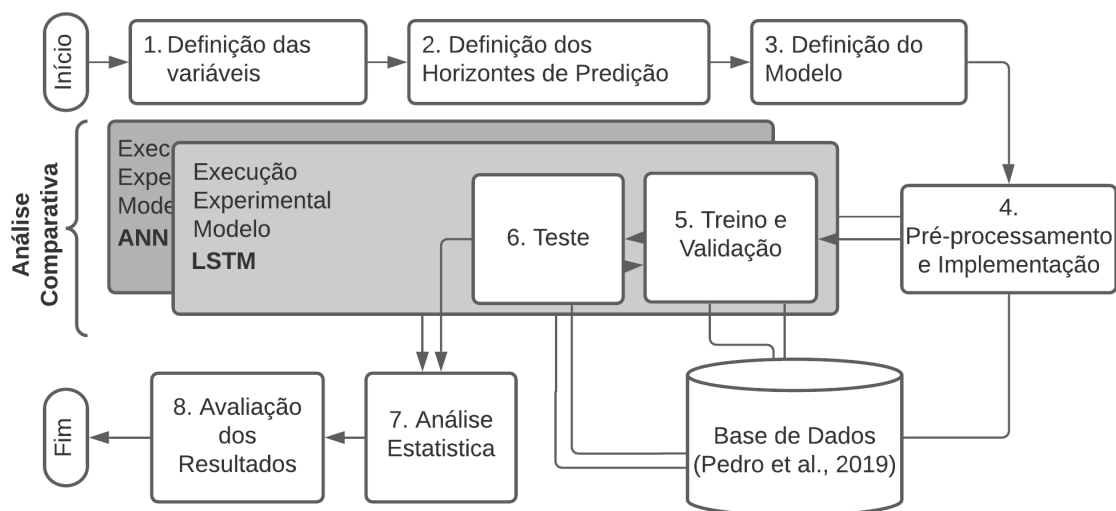 Início
1. Definição das
variáveis
2. Definição dos
Horizontes de Predição
3. Definição do
Modelo
Análise
Comparativa
Exec
Expe
Mode
ANN
Execução
Experimental
Modelo
LSTM
6. Teste
5. Treino e
Validação
4.
Pré-processamento
e Implementação
Fim
8. Avaliação
dos
Resultados
7. Análise
Estatistica
Base de Dados
(Pedro et al., 2019)